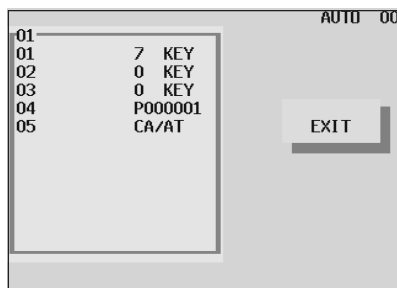 AUTO 00
01
01 7 KEY
02 0 KEY
03 0 KEY
04 P000001
05 CA/AT
EXIT